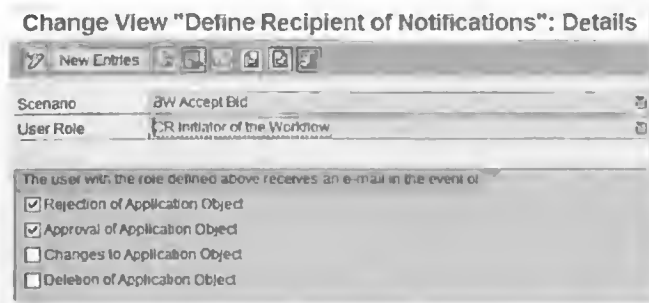 Change View "Define Recipient of Notifications": Details
New Entries
Scenario BW Accept Bid
User Role CR Initiator of the Workflow
The user with the role defined above receives an e-mail in the event of
Rejection of Application Object
Approval of Application Object
Changes to Application Object
Deletion of Application Object